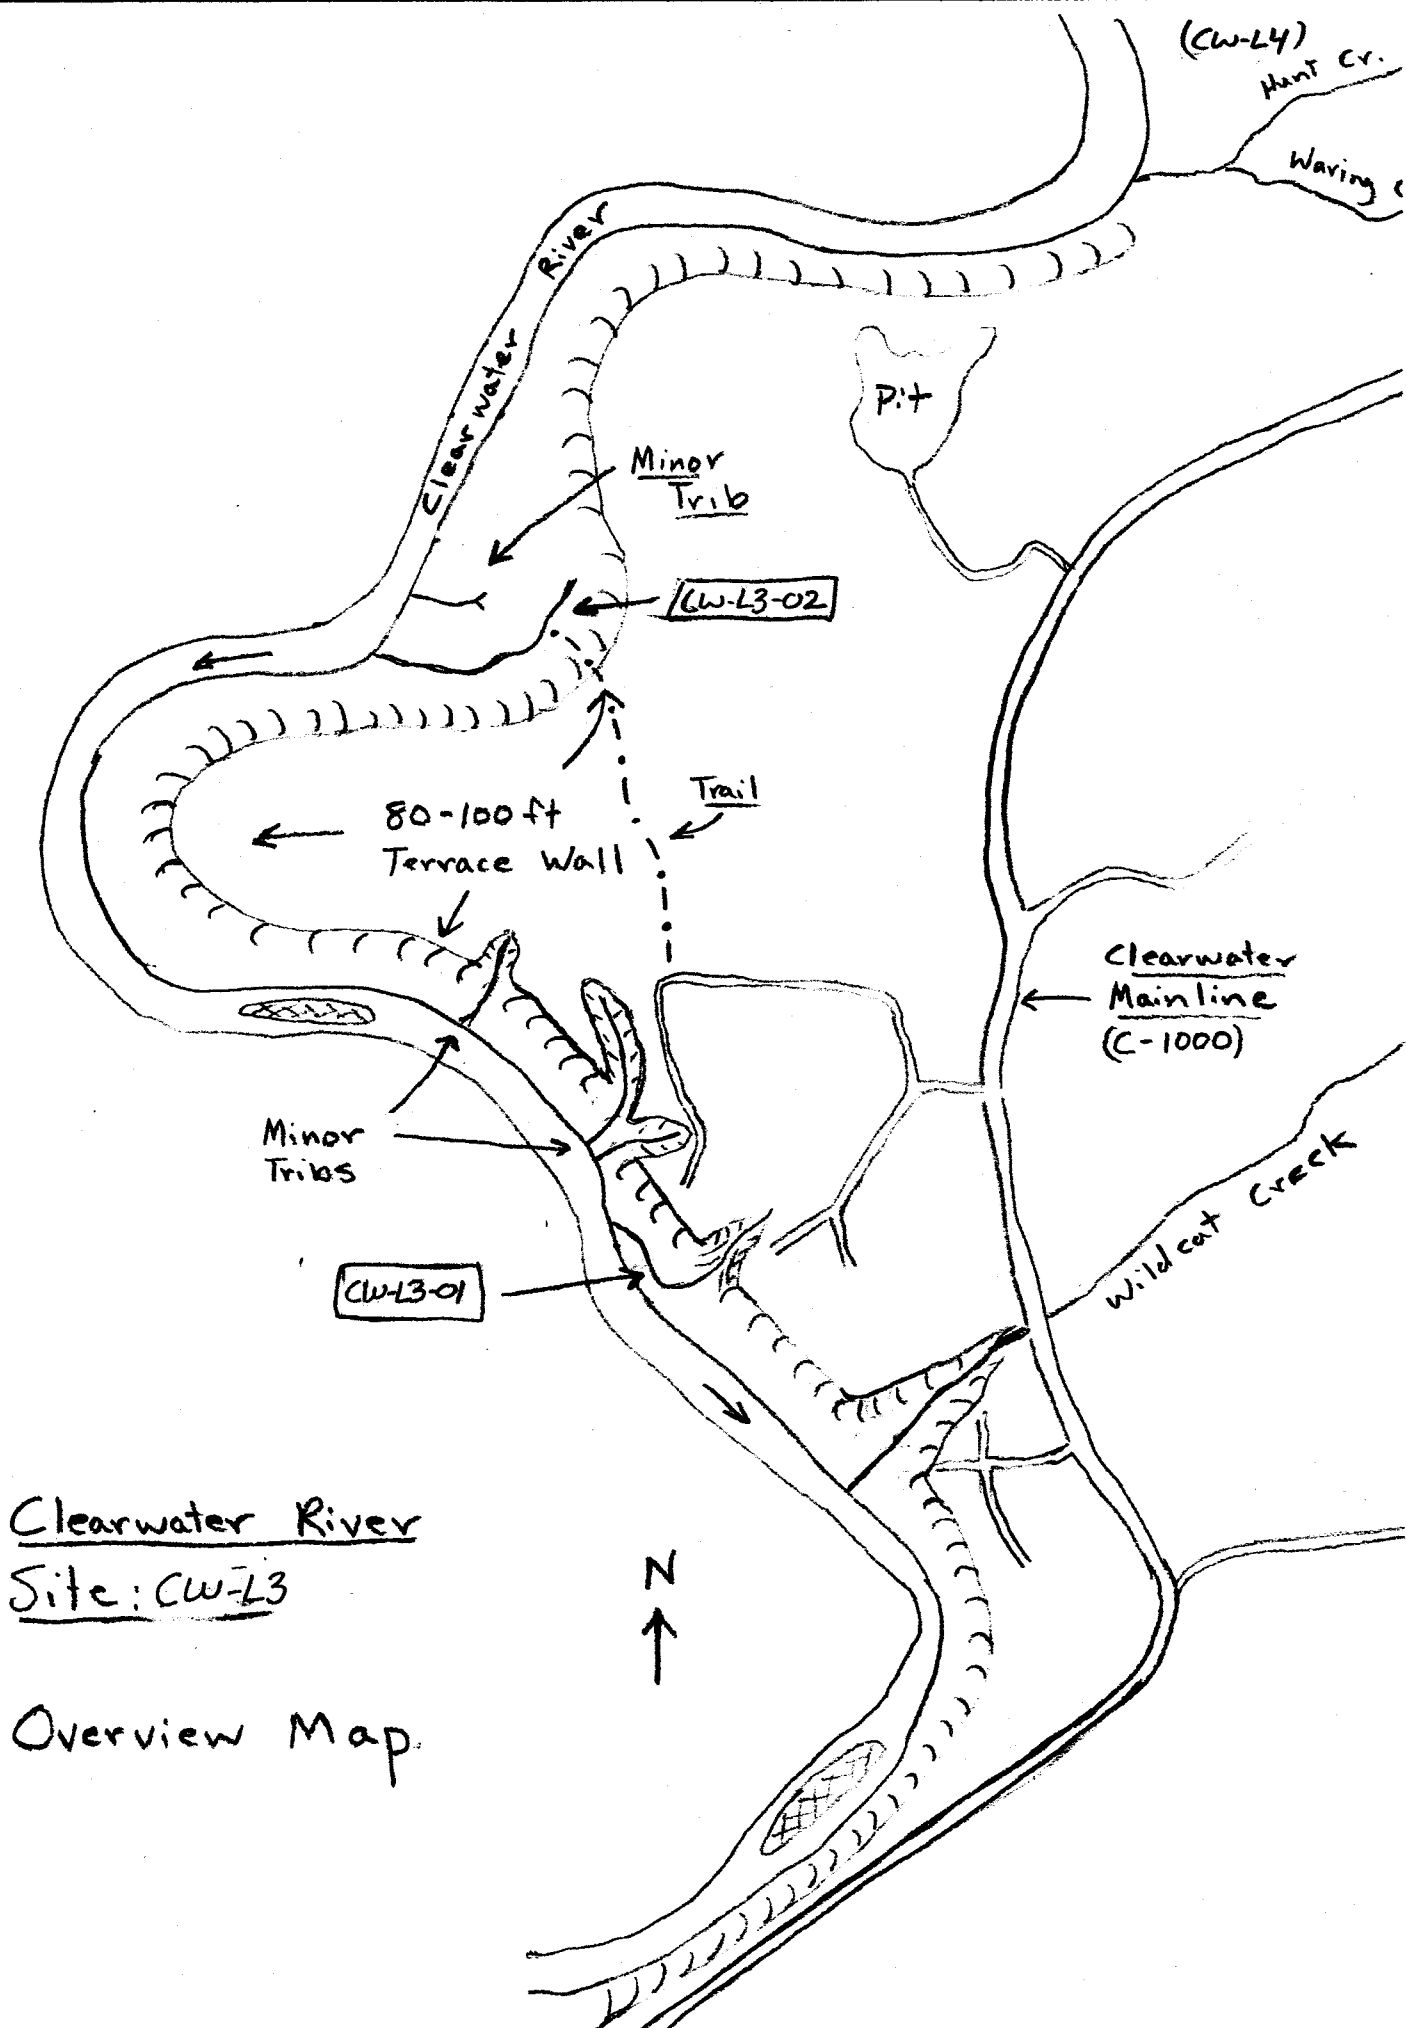 (CW-L4)
Hunt Cr.
Waring
Clearwater River
Pit
Minor
Trib
CW-L3-02
Trail
80-100 ft
Terrace Wall
Clearwater
Mainline
(C-1000)
Minor
Tribs
Wildcat Creek
CW-L3-01
Clearwater River
Site: CW-L3
N
Overview Map